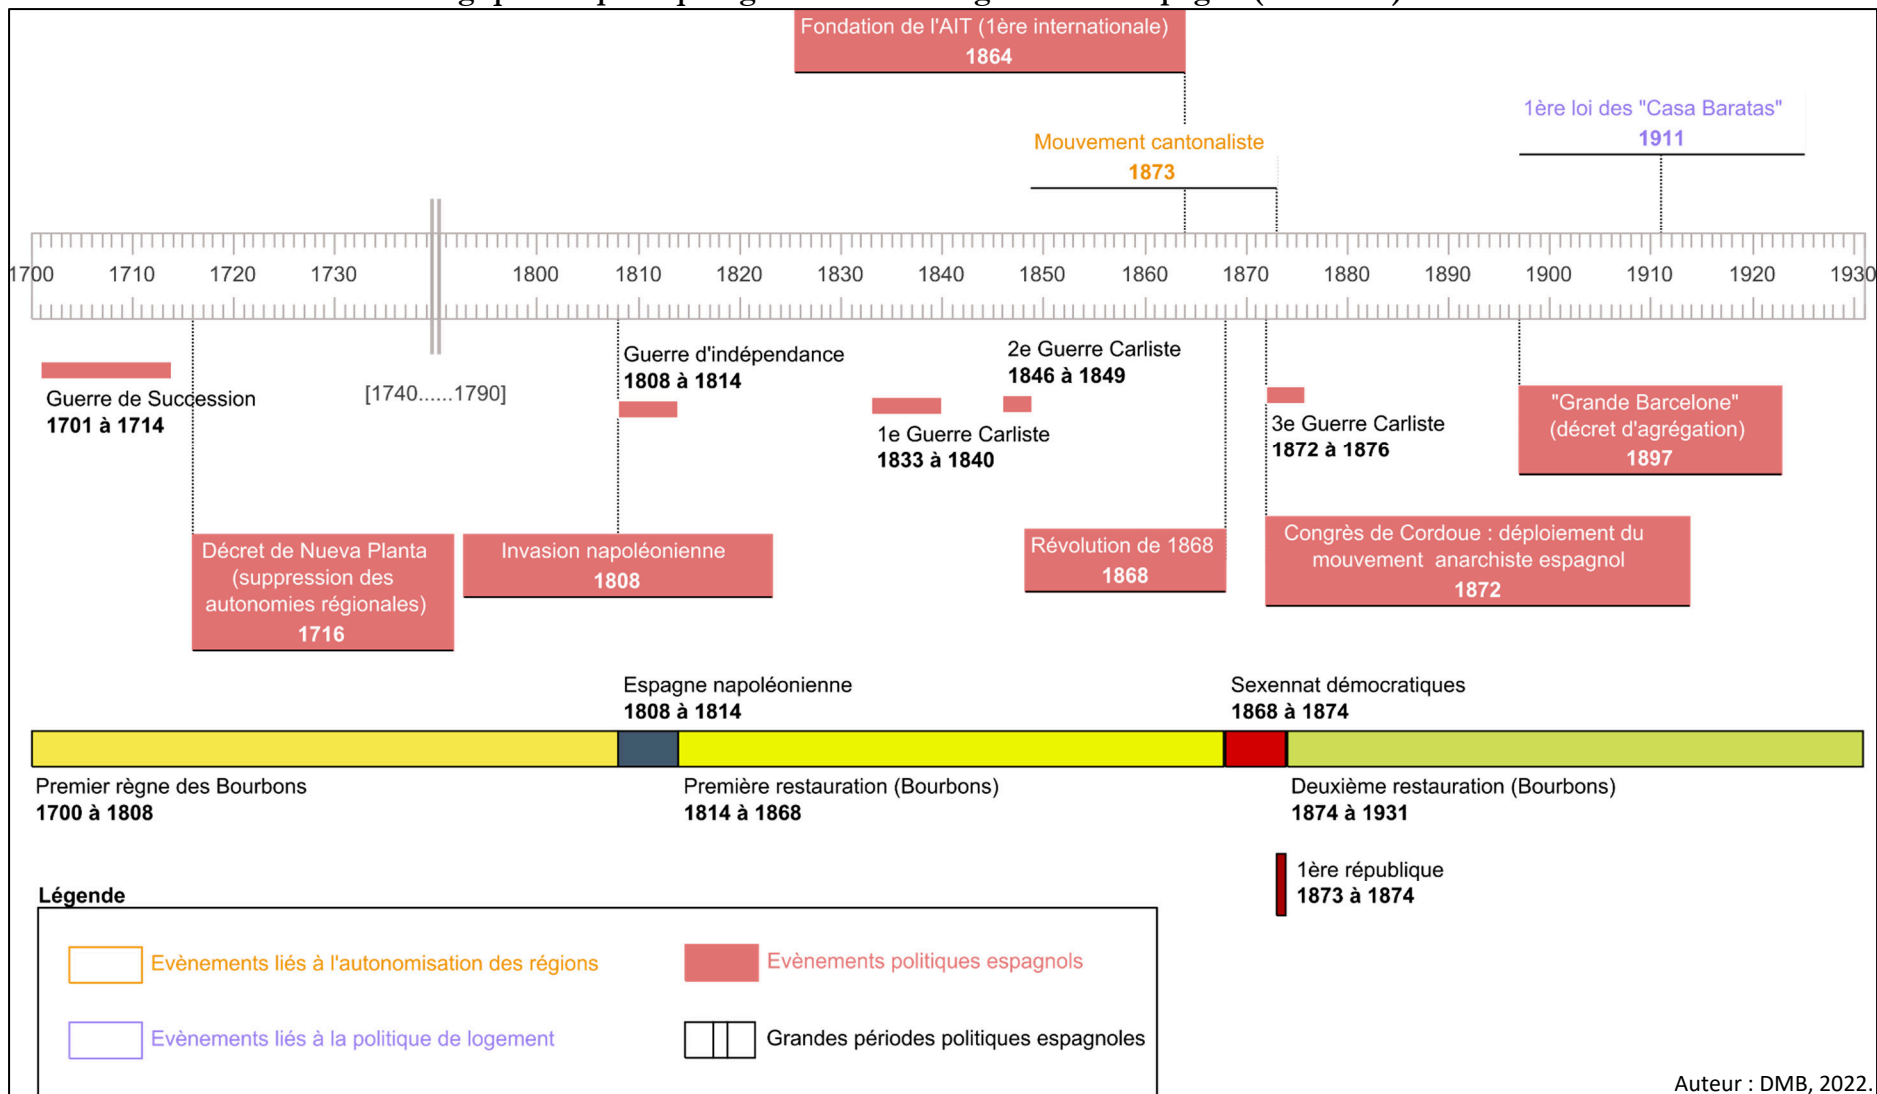 Fondation de l'AIT (1ère internationale)
1864
1ère loi des "Casa Baratas"
1911
Mouvement cantonaliste
1873
1700 1710 1720 1730 1800 1810 1820 1830 1840 1850 1860 1870 1880 1890 1900 1910 1920 1930
Guerre de Succession
1701 à 1714
[1740......1790]
Guerre d'indépendance
1808 à 1814
1e Guerre Carliste
1833 à 1840
2e Guerre Carliste
1846 à 1849
3e Guerre Carliste
1872 à 1876
"Grande Barcelone"
(décret d'agrégation)
1897
Décret de Nueva Planta
(suppression des
autonomies régionales)
1716
Invasion napoléonienne
1808
Révolution de 1868
1868
Congrès de Cordoue : déploiement du
mouvement anarchiste espagnol
1872
Espagne napoléonienne
1808 à 1814
Sexennat démocratiques
1868 à 1874
Premier règne des Bourbons
1700 à 1808
Première restauration (Bourbons)
1814 à 1868
Deuxième restauration (Bourbons)
1874 à 1931
1ère république
1873 à 1874
Légende
Evènements liés à l'autonomisation des régions
Evènements politiques espagnols
Evènements liés à la politique de logement
Grandes périodes politiques espagnoles
Auteur : DMB, 2022.